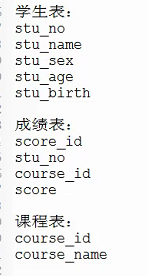 学生表：
stu_no
stu_name
stu_sex
stu_age
stu_birth
成绩表：
score_id
stu_no
course_id
score
课程表：
course_id
course_name